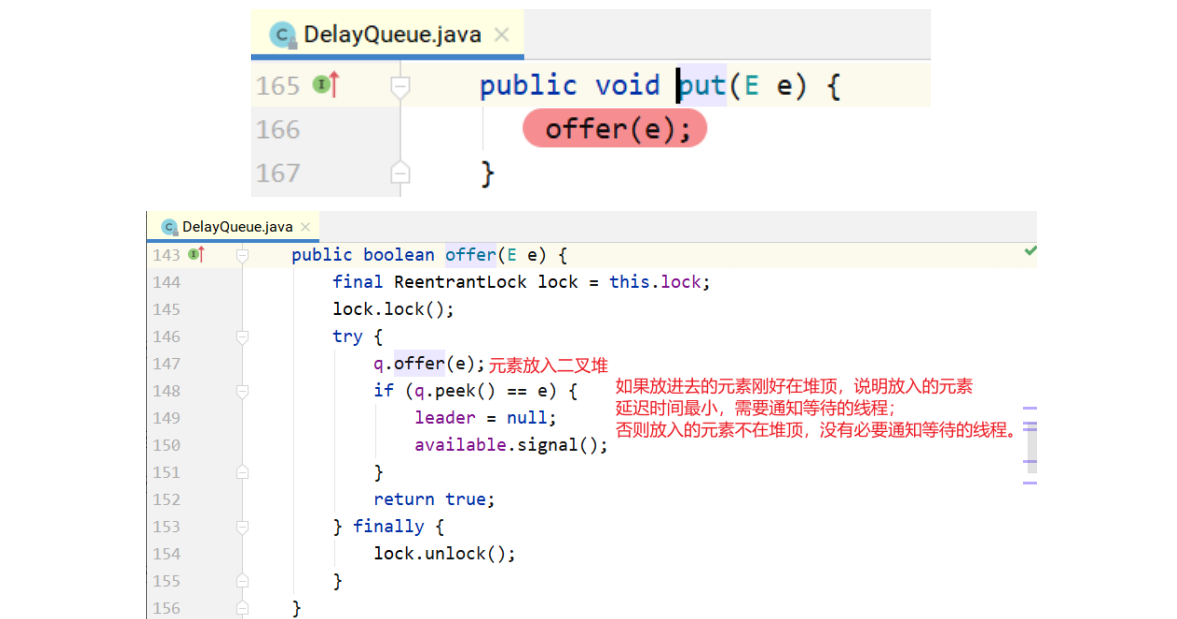 DelayQueue.java
165 public void put(E e) {
166 offer(e);
167 }
DelayQueue.java
143 public boolean offer(E e) {
144 final ReentrantLock lock = this.lock;
145 lock.lock();
146 try {
147 q.offer(e); 元素放入二叉堆
148 if (q.peek() == e) { 如果放进去的元素刚好在堆顶，说明放入的元素
149 leader = null; 延迟时间最小，需要通知等待的线程；
150 available.signal(); 否则放入的元素不在堆顶，没有必要通知等待的线程。
151 }
152 return true;
153 } finally {
154 lock.unlock();
155 }
156 }